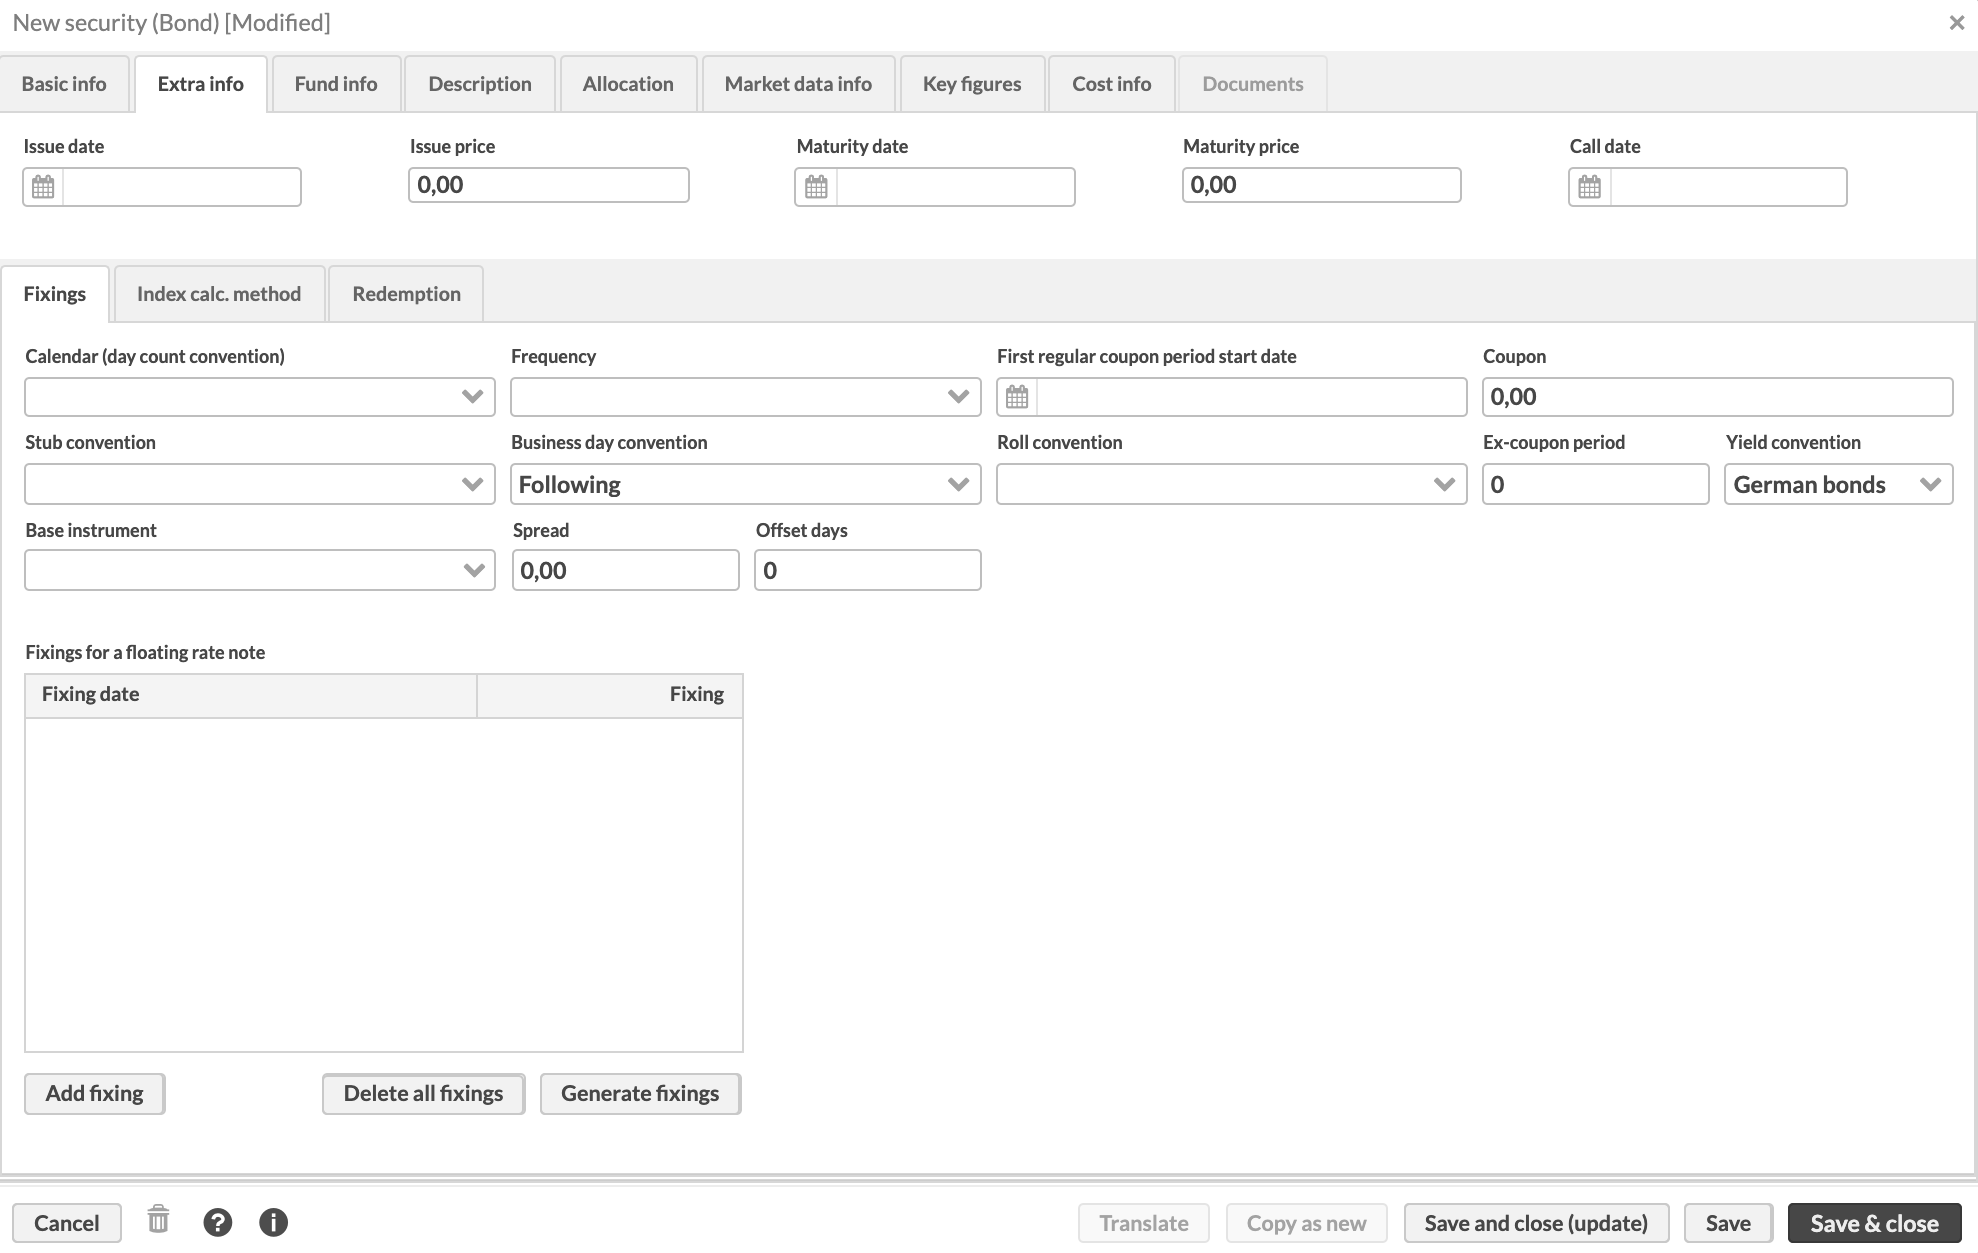 New security (Bond) [Modified]
Basic info Extra info Fund info Description Allocation Market data info Key figures Cost info Documents
Issue date Issue price Maturity date Maturity price Call date
0,00 0,00
Fixings Index calc. method Redemption
Calendar (day count convention) Frequency First regular coupon period start date Coupon
0,00
Stub convention Business day convention Roll convention Ex-coupon period Yield convention
Following 0 German bonds
Base instrument Spread Offset days
0,00 0
Fixings for a floating rate note
Fixing date Fixing
Add fixing Delete all fixings Generate fixings
Cancel Translate Copy as new Save and close (update) Save Save & close